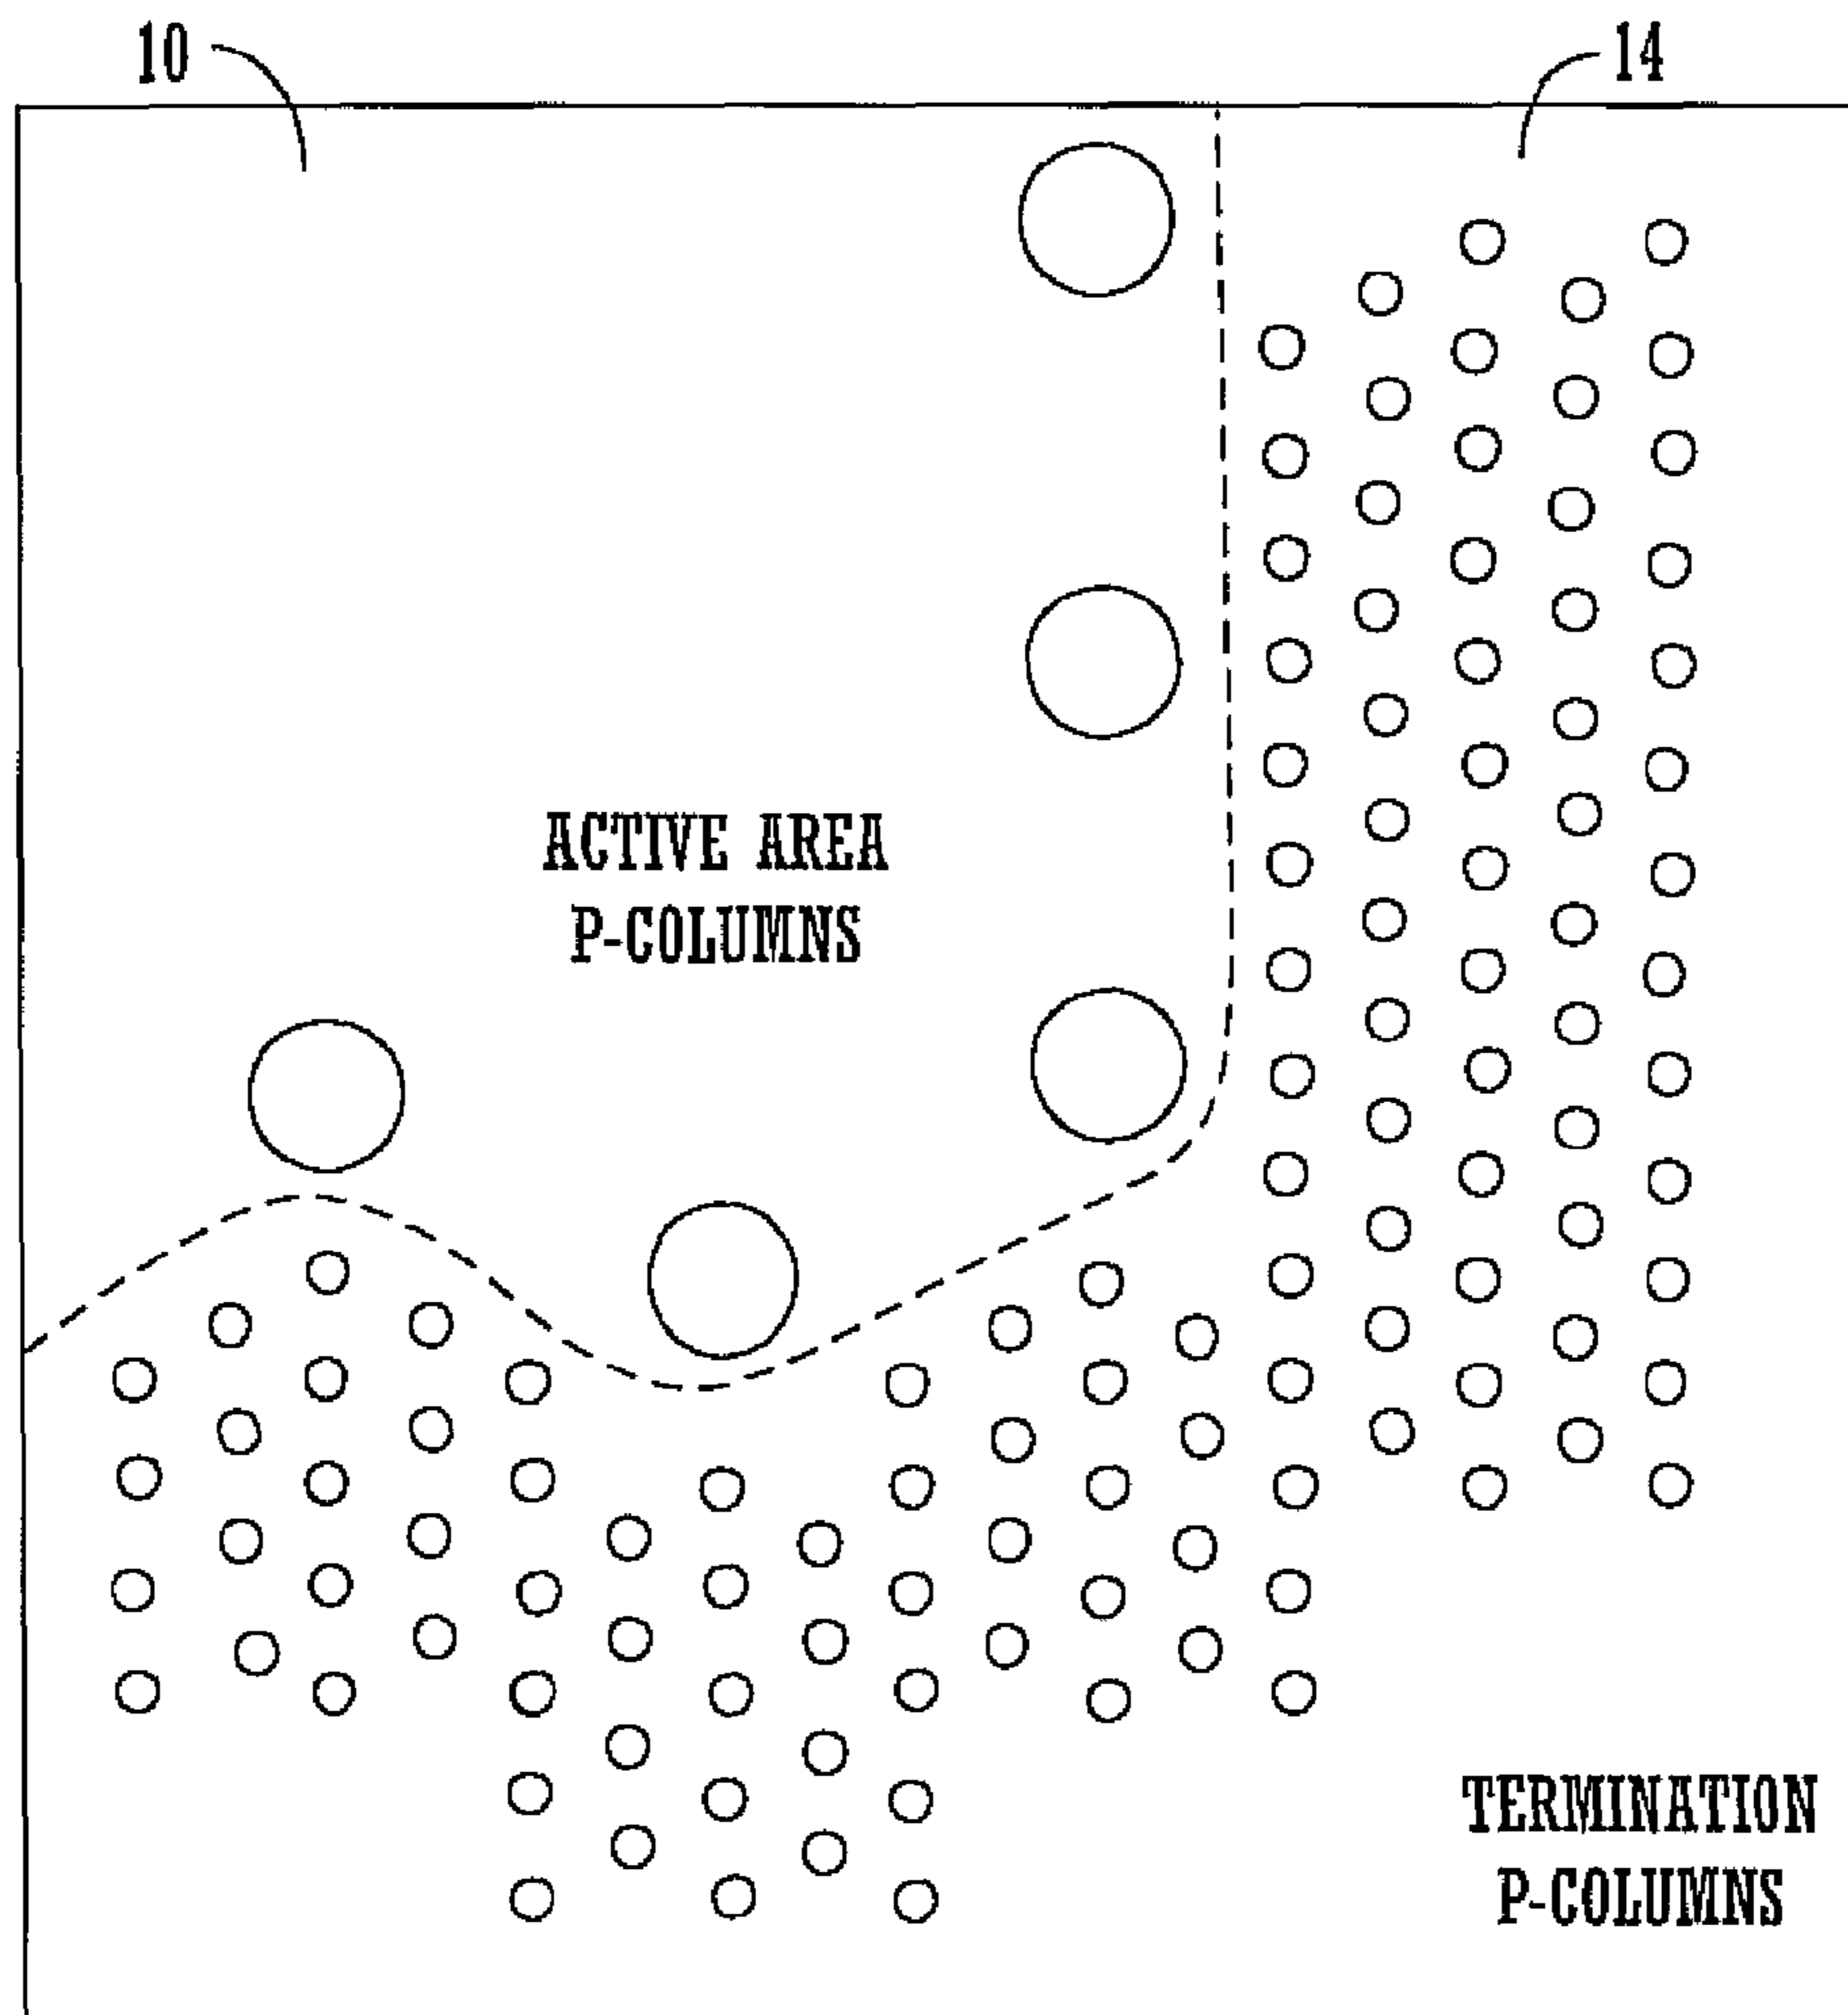 10
14
ACTIVE AREA
P-COLUMNS
TERMINATION
P-COLUMNS